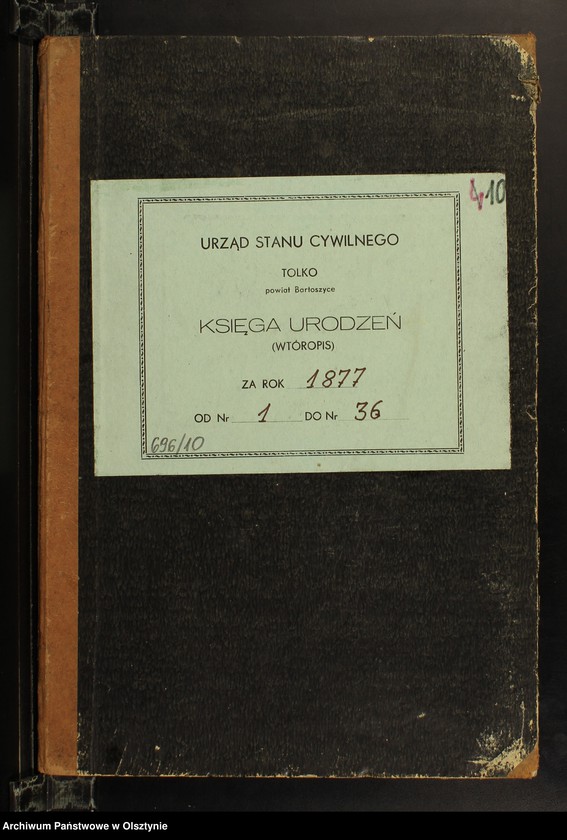 10
URZĄD STANU CYWILNEGO
TOLKO
powiat Bartoszyce
KSIĘGA URODZEŃ
(WTÓROPIS)
ZA ROK 1877
OD Nr 1 DO Nr 36
696/10
Archiwum Państwowe w Olsztynie